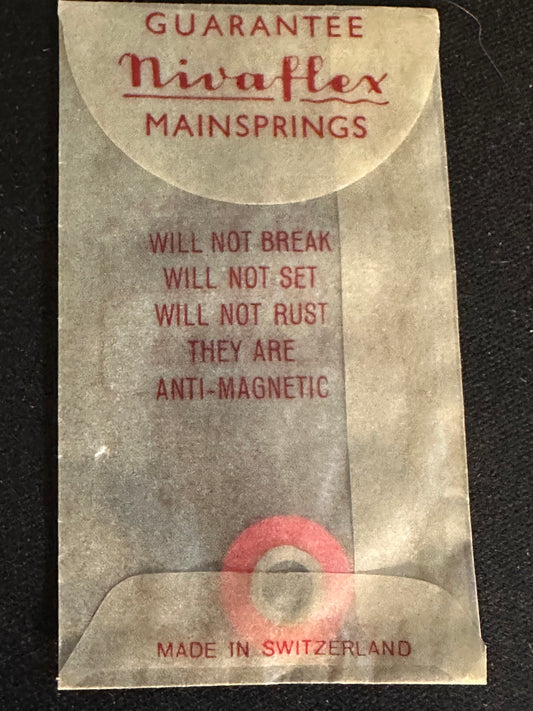 GUARANTEE
Nivaflex
MAINSPRINGS
WILL NOT BREAK
WILL NOT SET
WILL NOT RUST
THEY ARE
ANTI-MAGNETIC
MADE IN SWITZERLAND